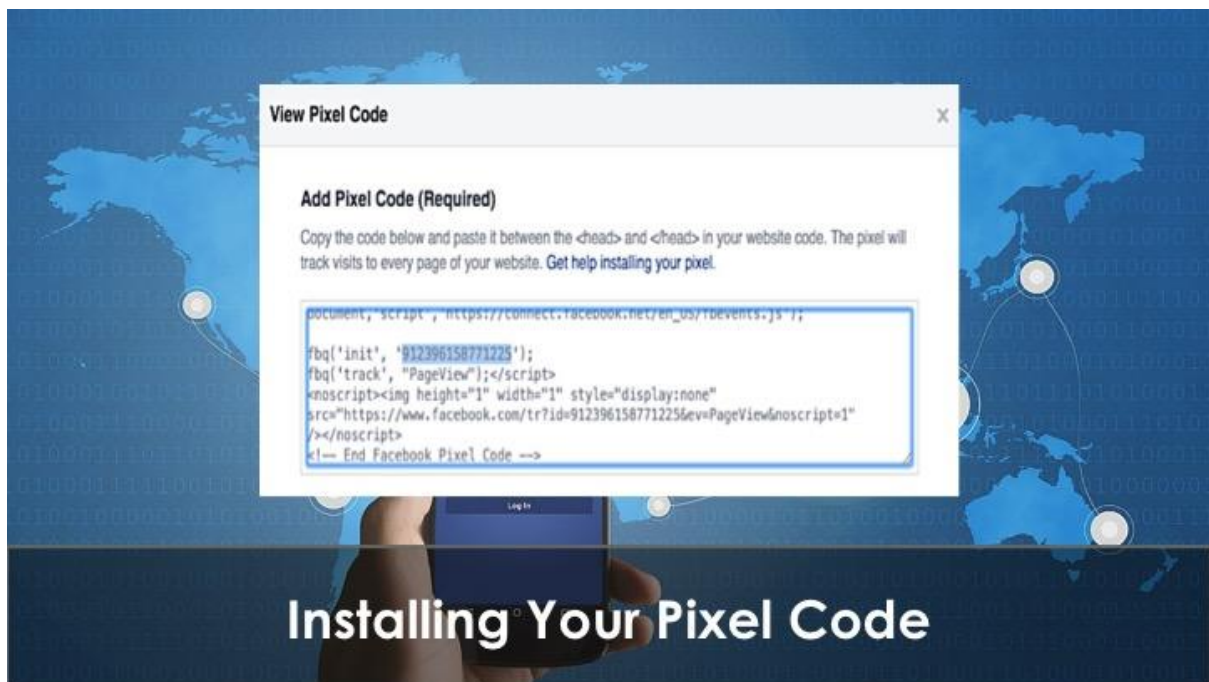 View Pixel Code
x
Add Pixel Code (Required)
Copy the code below and paste it between the <head> and </head> in your website code. The pixel will
track visits to every page of your website. Get help installing your pixel.
document,'script','https://connect.facebook.net/en_US/fbevents.js');
fbq('init', '912396158771225');
fbq('track', "PageView");</script>
<noscript><img height="1" width="1" style="display:none"
src="https://www.facebook.com/tr?id=912396158771225&ev=PageView&noscript=1"
/></noscript>
<!-- End Facebook Pixel Code -->
Log In
Installing Your Pixel Code